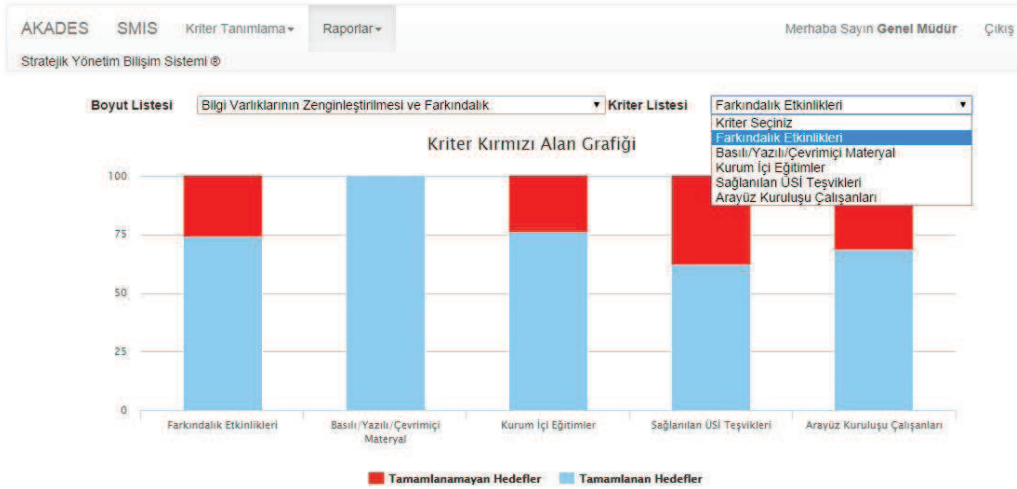 AKADES SMIS Kriter Tanımlama Raporlar Merhaba Sayın Genel Müdür Çıkış
Stratejik Yönetim Bilişim Sistemi ®
Boyut Listesi Bilgi Varlıklarının Zenginleştirilmesi ve Farkındalık Kriter Listesi Farkındalık Etkinlikleri
Kriter Seçiniz
Farkındalık Etkinlikleri
Basılı/Yazılı/Çevrimiçi Materyal
Kurum İçi Eğitimler
Sağlanılan ÜSİ Teşvikleri
Arayüz Kuruluşu Çalışanları
Kriter Kırmızı Alan Grafiği
100
75
50
25
0
Farkındalık Etkinlikleri Basılı/Yazılı/Çevrimiçi Kurum İçi Eğitimler Sağlanılan ÜSİ Teşvikleri Arayüz Kuruluşu Çalışanları
Materyal
Tamamlanamayan Hedefler Tamamlanan Hedefler